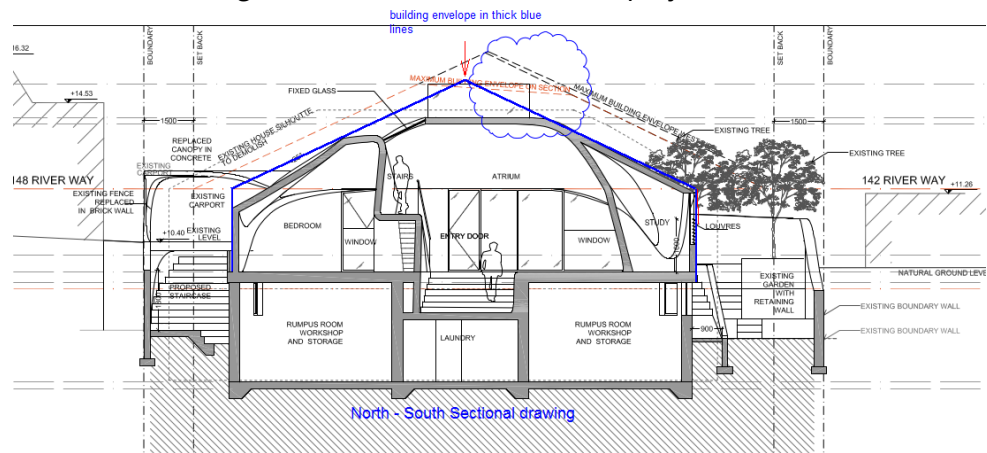 building envelope in thick blue
lines
BOUNDARY
SET BACK
SET BACK
BOUNDARY
+14.53
1500
1500
MAXIMUM BUILDING ENVELOPE ON SECTION
MAXIMUM BUILDING ENVELOPE WEST
FIXED GLASS
EXISTING HOUSE SILHOUTTE
TO DEMOLISH
REPLACED
CANOPY IN
CONCRETE
EXISTING
CARPORT
EXISTING TREE
EXISTING TREE
148 RIVER WAY
142 RIVER WAY
+11.26
EXISTING FENCE
REPLACED
IN BRICK WALL
EXISTING
CARPORT
STAIRS
ATRIUM
BEDROOM
STUDY
LOUVRES
+10.40
EXISTING
LEVEL
WINDOW
ENTRY DOOR
WINDOW
NATURAL GROUND LEVE
PROPOSED
STAIRCASE
EXISTING
GARDEN
WITH
RETAINING
WALL
EXISTING BOUNDARY WALL
EXISTING BOUNDARY WALL
900
RUMPUS ROOM
WORKSHOP
AND STORAGE
LAUNDRY
RUMPUS ROOM
WORKSHOP
AND STORAGE
North - South Sectional drawing